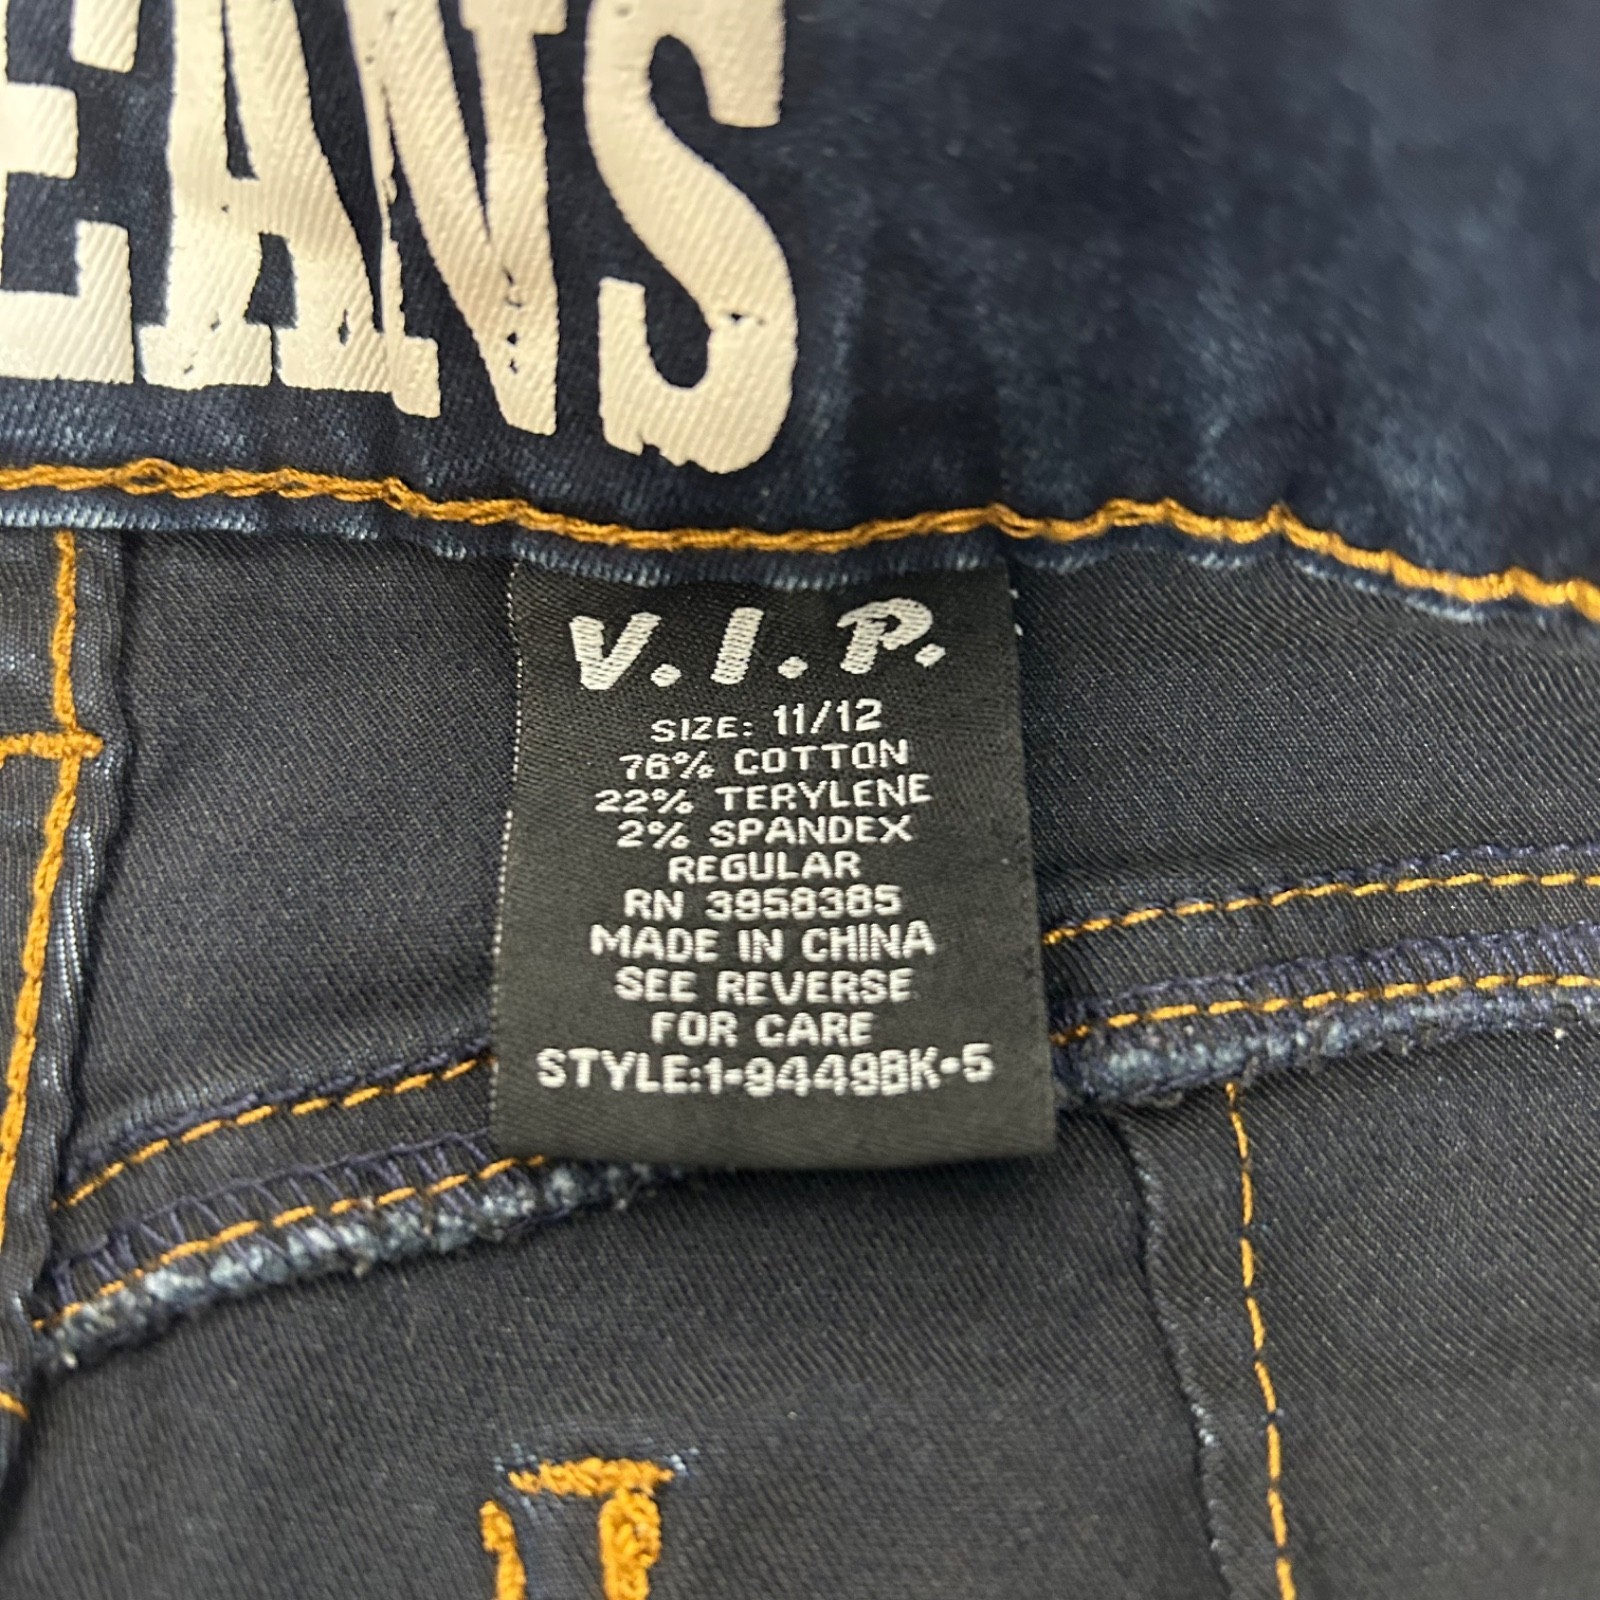 EANS
V.I.P.
SIZE: 11/12
76% COTTON
22% TERYLENE
2% SPANDEX
REGULAR
RN 3958385
MADE IN CHINA
SEE REVERSE
FOR CARE
STYLE:1-9449BK-5